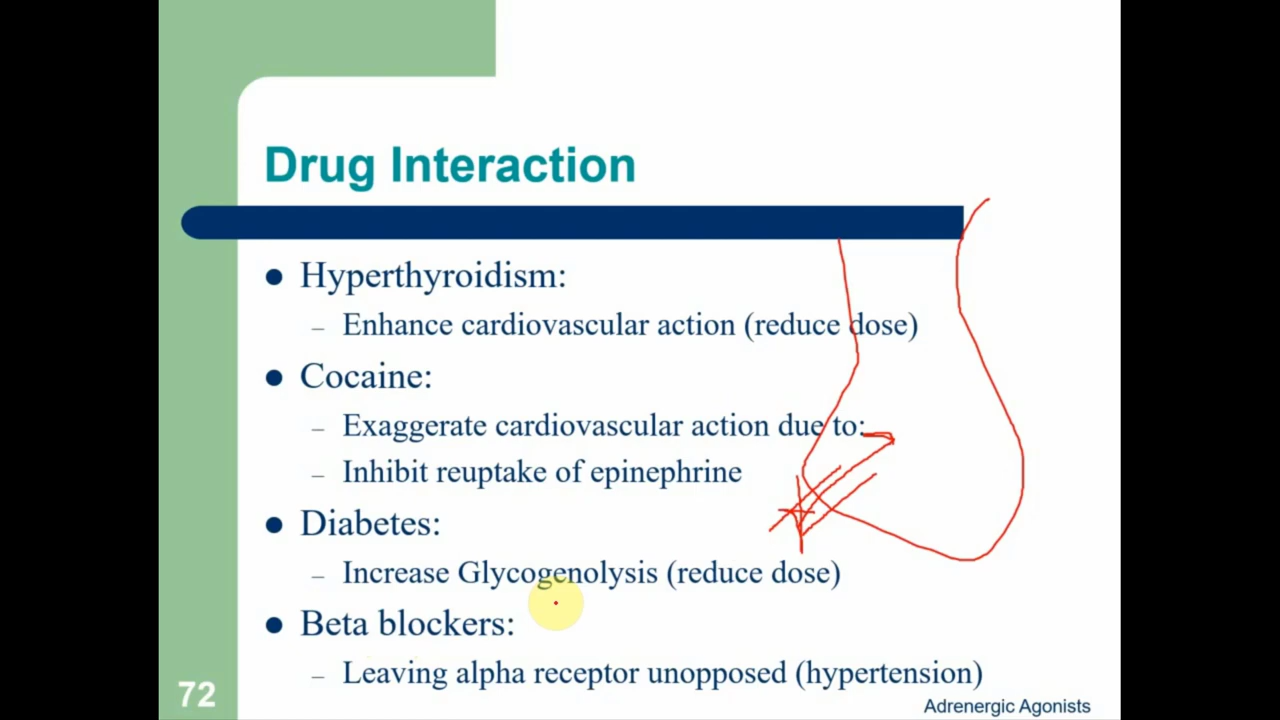 Drug Interaction
● Hyperthyroidism:
– Enhance cardiovascular action (reduce dose)
● Cocaine:
– Exaggerate cardiovascular action due to:
– Inhibit reuptake of epinephrine
● Diabetes:
– Increase Glycogenolysis (reduce dose)
● Beta blockers:
– Leaving alpha receptor unopposed (hypertension)
72
Adrenergic Agonists